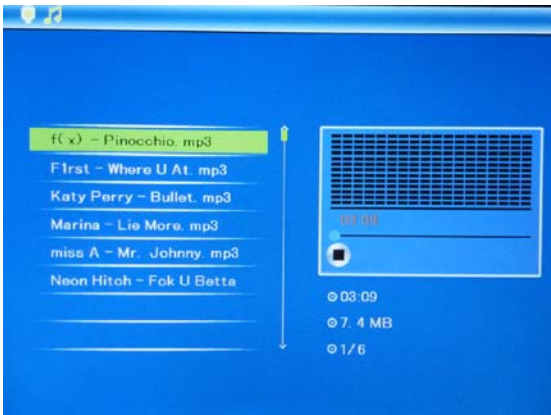 f(x) - Pinocchio. mp3
F1rst - Where U At. mp3
Katy Perry - Bullet. mp3
Marina - Lie More. mp3
miss A - Mr. Johnny. mp3
Neon Hitch - Fck U Betta
03:09
03:09
7. 4 MB
1/6